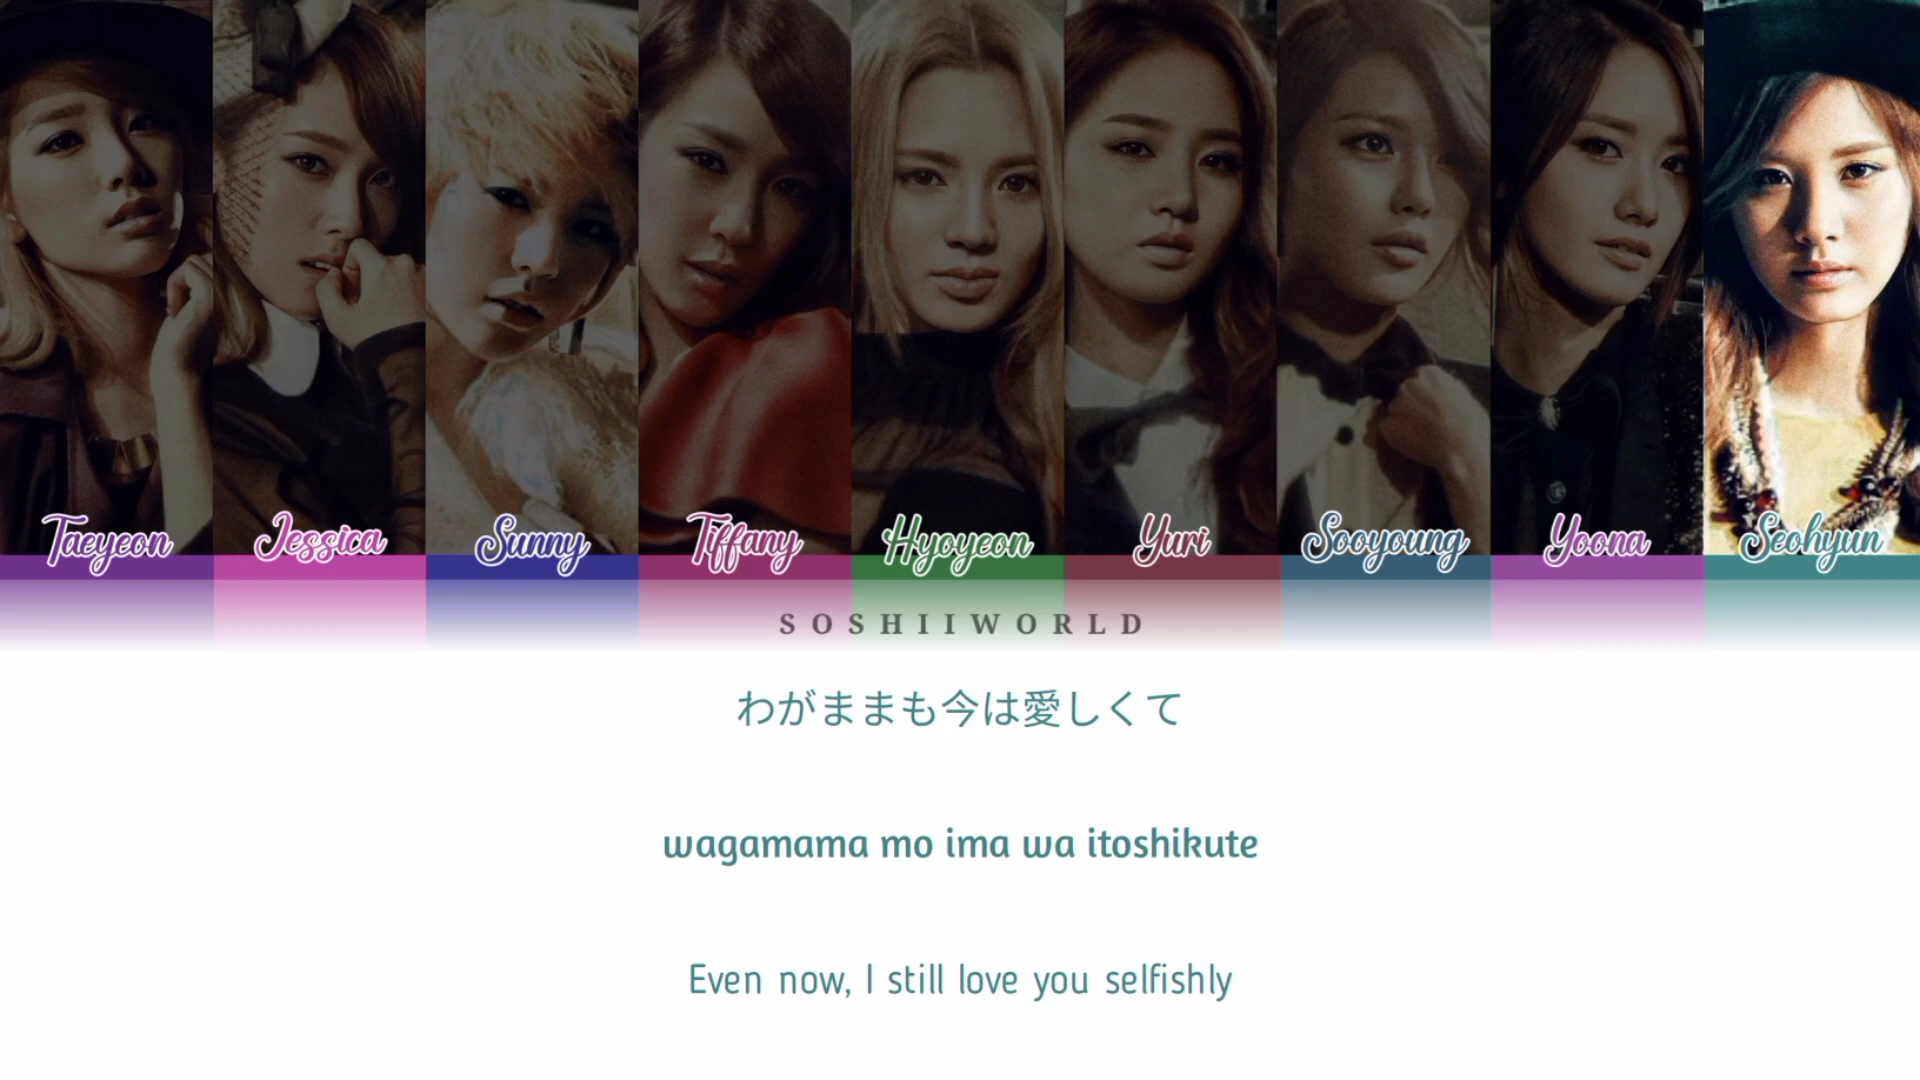 Taeyeon Jessica Sunny Tiffany Hyoyeon Yuri Sooyoung Yoona Seohyun
SOSHIIWORLD
わがままも今は愛しくて
wagamama mo ima wa itoshikute
Even now, I still love you selfishly